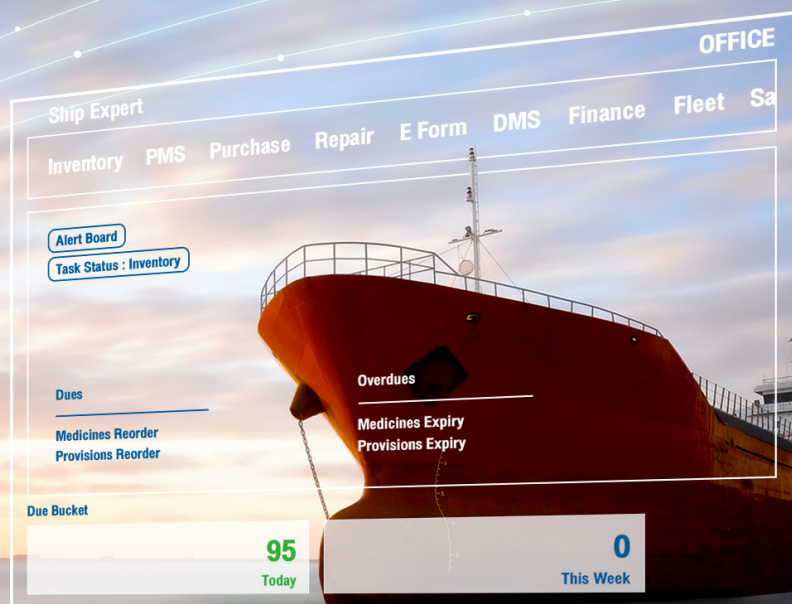 OFFICE
Ship Expert
Inventory PMS Purchase Repair E Form DMS Finance Fleet Sa
Alert Board
Task Status : Inventory
Dues
Medicines Reorder
Provisions Reorder
Overdues
Medicines Expiry
Provisions Expiry
Due Bucket
95
Today
0
This Week